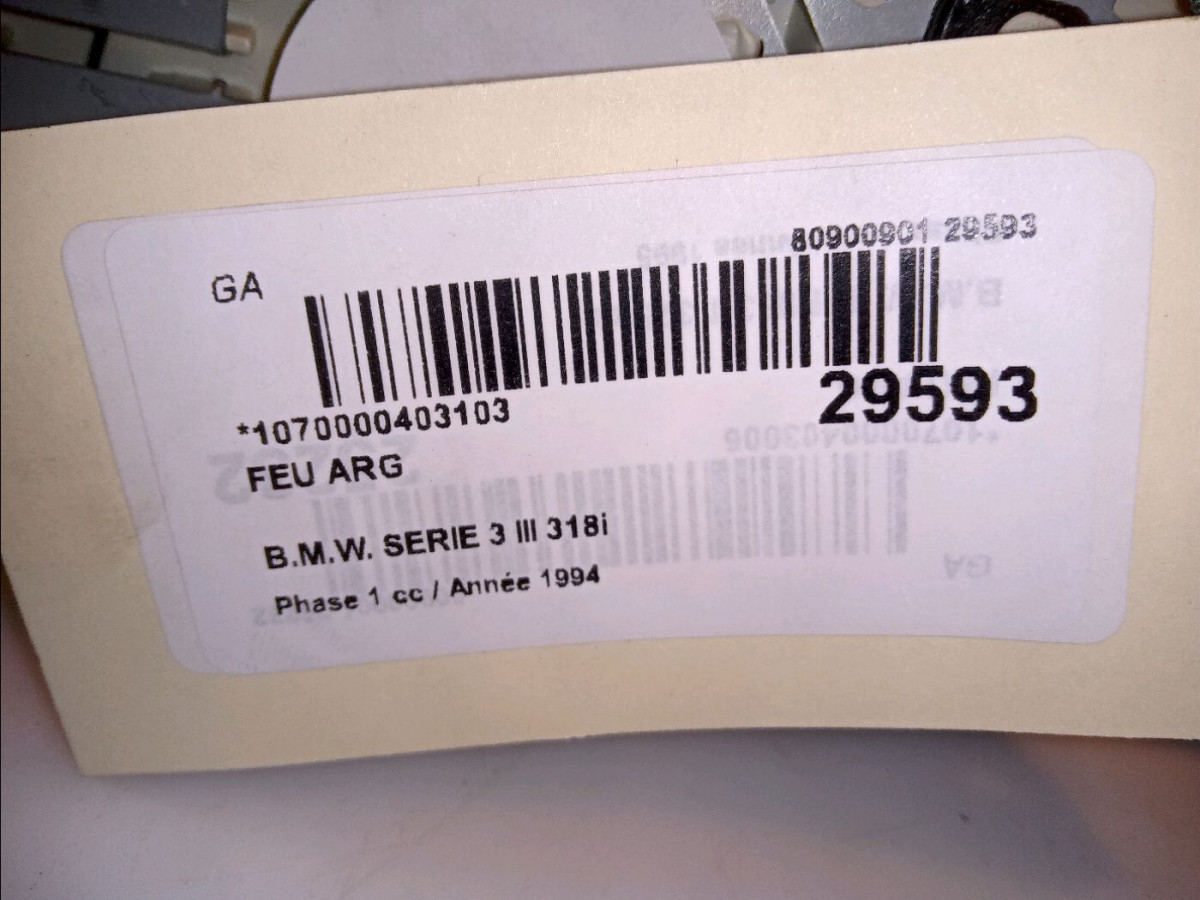 80900901 29593
GA
29593
*1070000403103
FEU ARG
B.M.W. SERIE 3 III 318i
Phase 1 cc / Année 1994